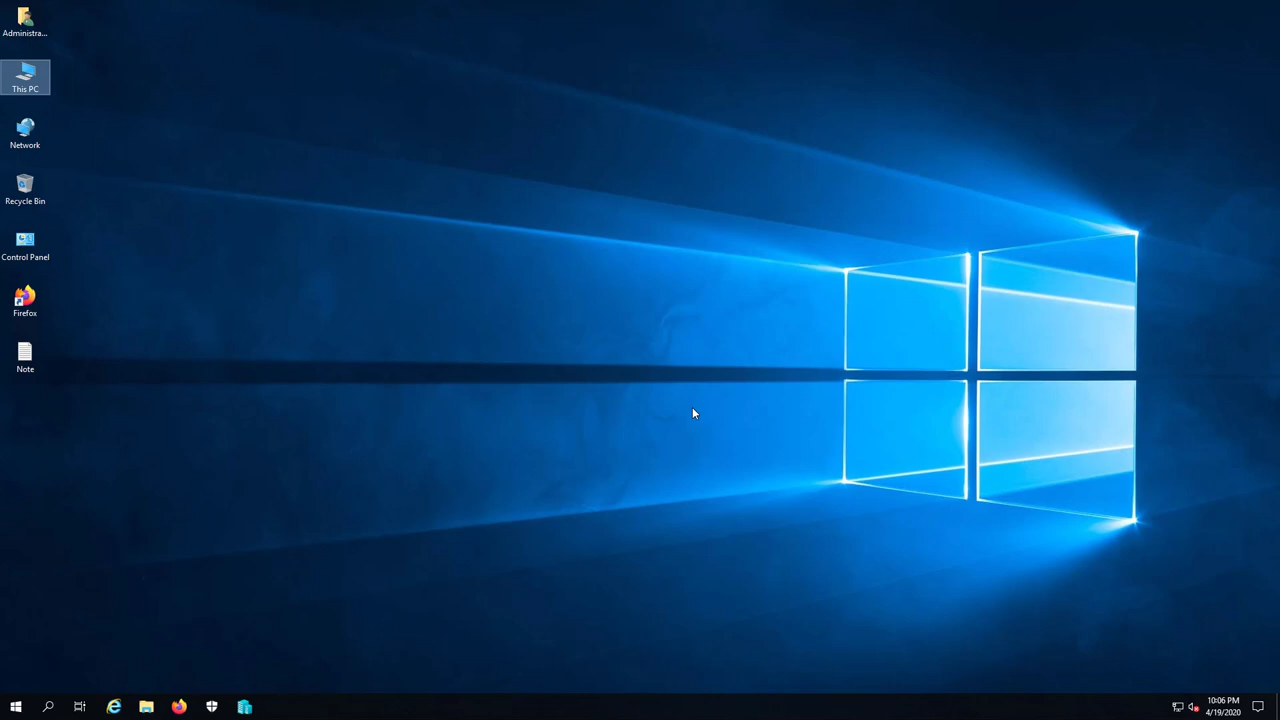 Administra...
This PC
Network
Recycle Bin
Control Panel
Firefox
Note
10:06 PM
4/19/2020